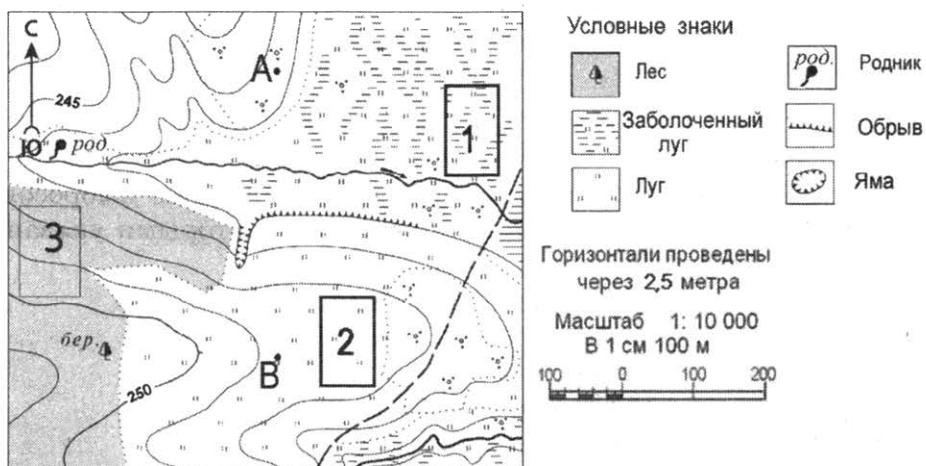 С
А
245
Ю
род.
1
3
2
бер.
В
250
Условные знаки
Лес
род.
Родник
Заболоченный
луг
Обрыв
Луг
Яма
Горизонтали проведены
через 2,5 метра
Масштаб 1: 10 000
В 1 см 100 м
100 0 200